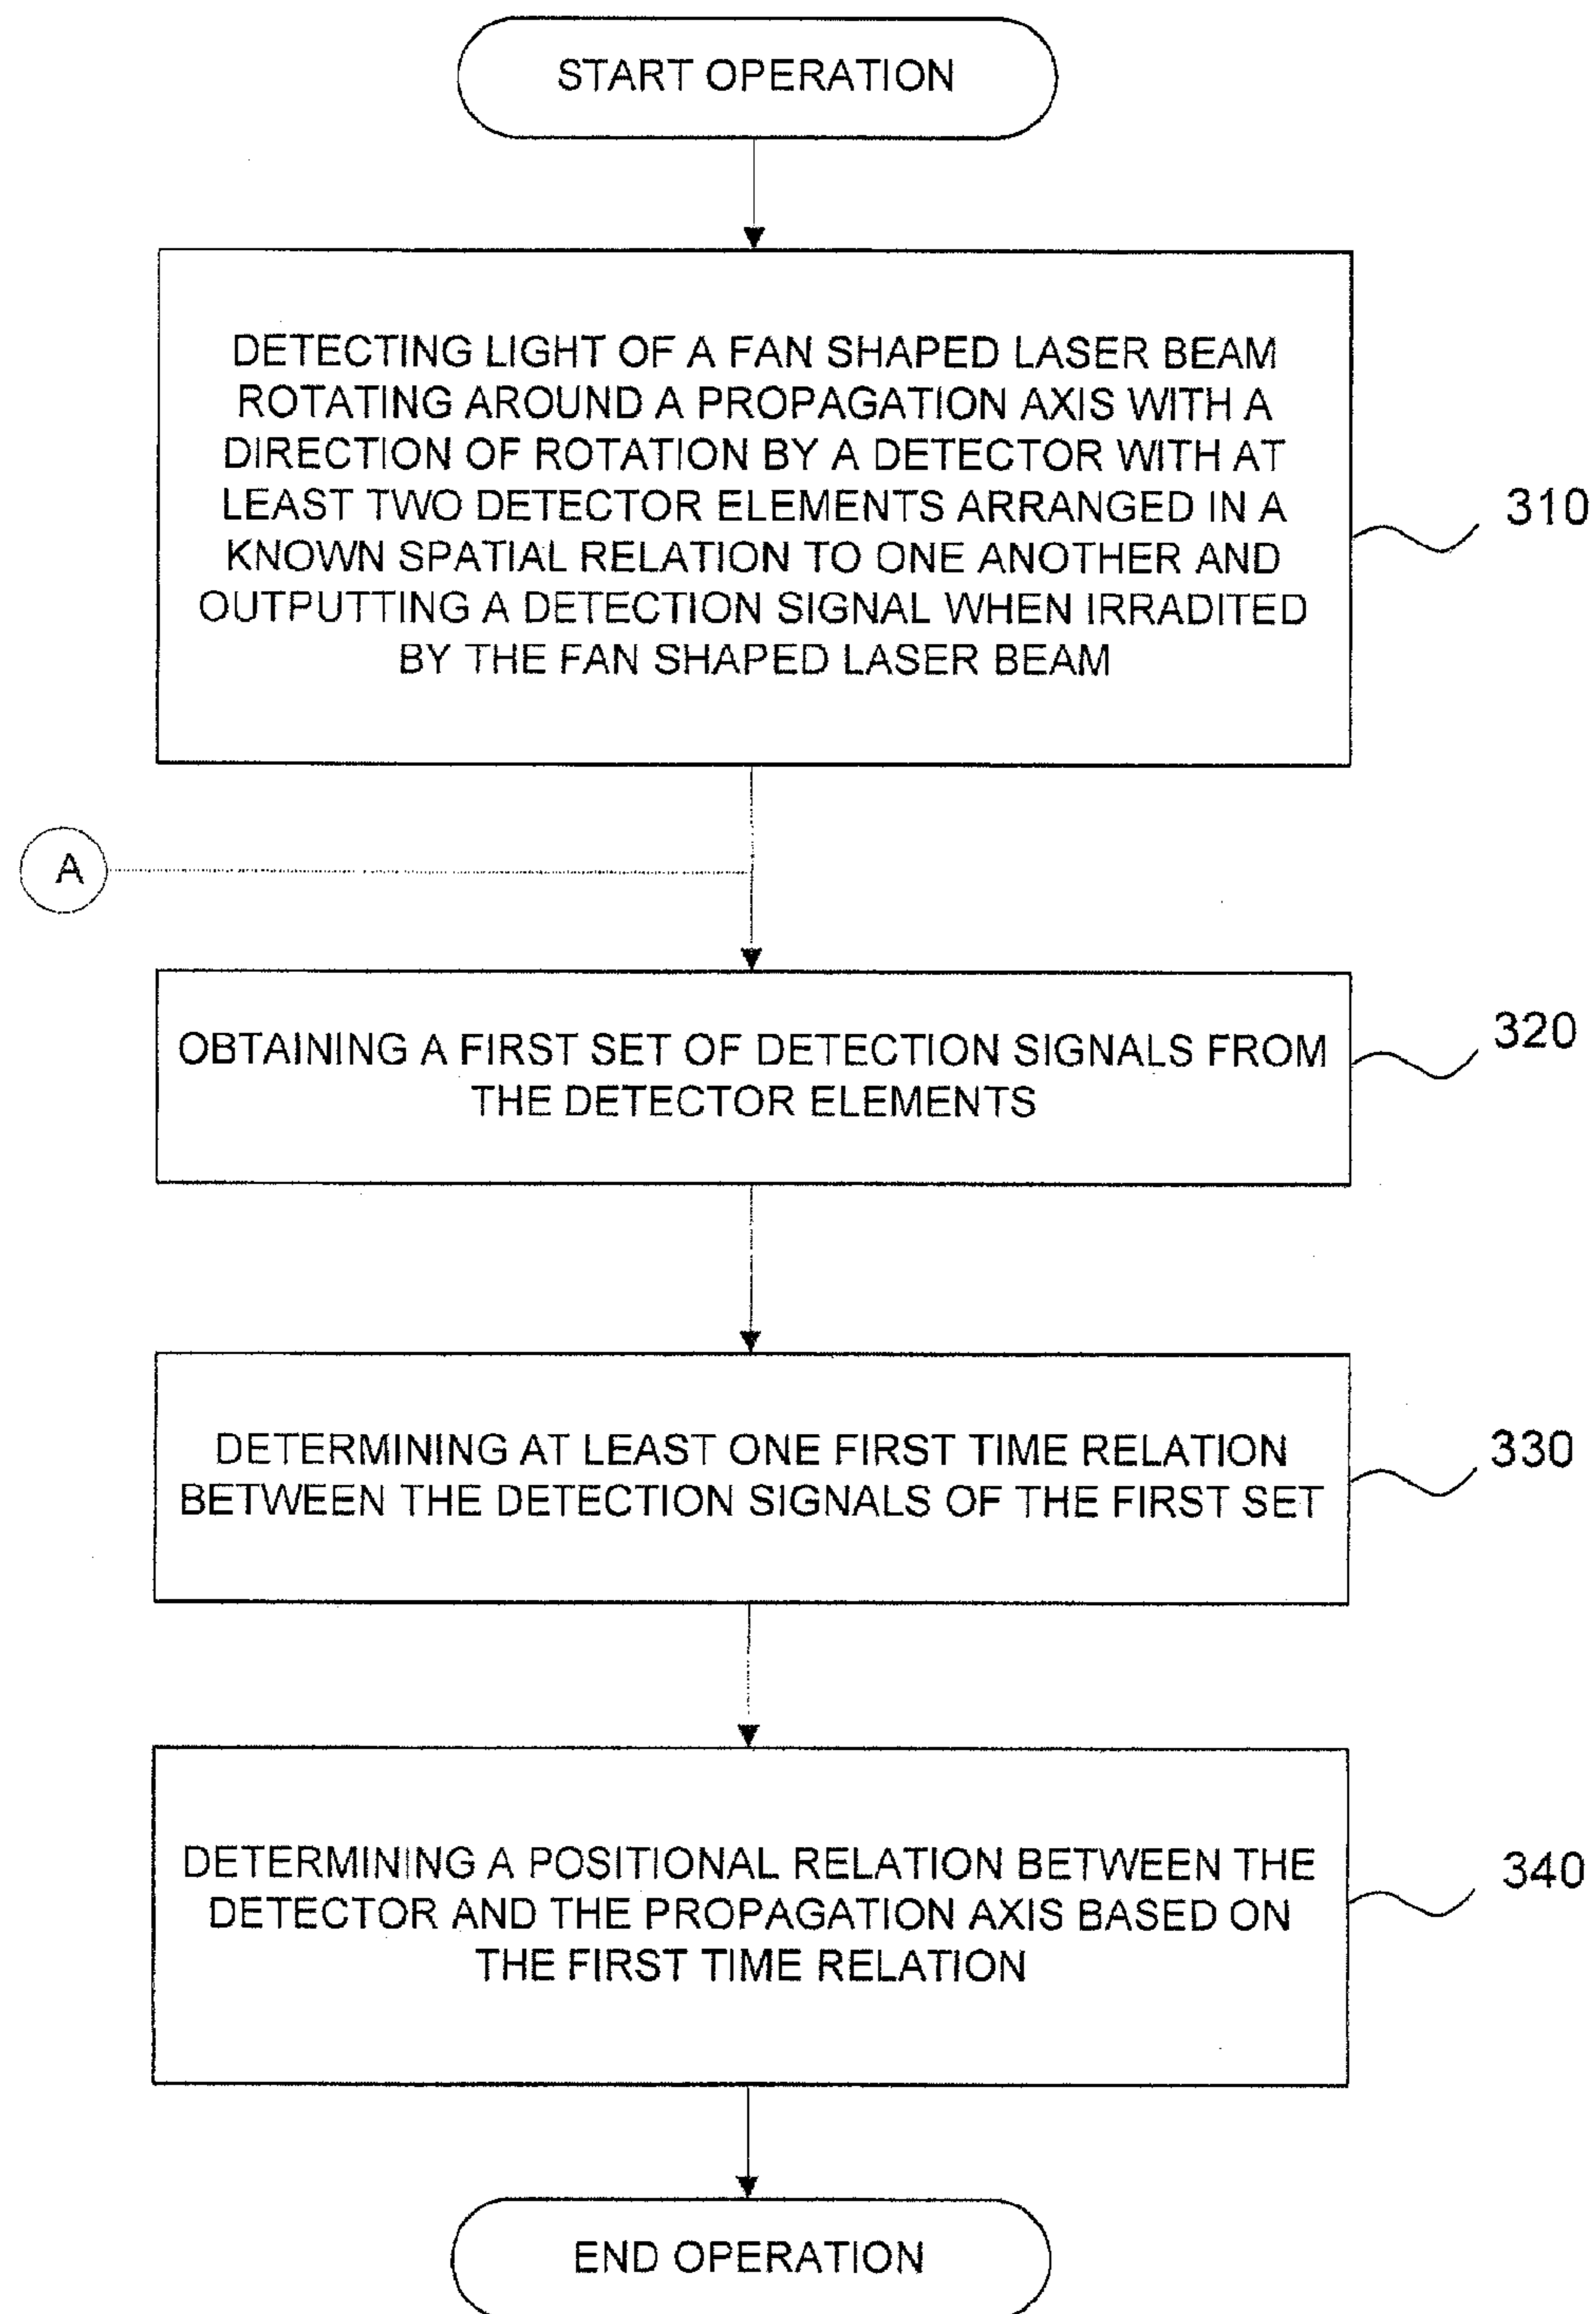 START OPERATION
DETECTING LIGHT OF A FAN SHAPED LASER BEAM
ROTATING AROUND A PROPAGATION AXIS WITH A
DIRECTION OF ROTATION BY A DETECTOR WITH AT
LEAST TWO DETECTOR ELEMENTS ARRANGED IN A
KNOWN SPATIAL RELATION TO ONE ANOTHER AND
OUTPUTTING A DETECTION SIGNAL WHEN IRRADITED
BY THE FAN SHAPED LASER BEAM
310
A
OBTAINING A FIRST SET OF DETECTION SIGNALS FROM
THE DETECTOR ELEMENTS
320
DETERMINING AT LEAST ONE FIRST TIME RELATION
BETWEEN THE DETECTION SIGNALS OF THE FIRST SET
330
DETERMINING A POSITIONAL RELATION BETWEEN THE
DETECTOR AND THE PROPAGATION AXIS BASED ON
THE FIRST TIME RELATION
340
END OPERATION